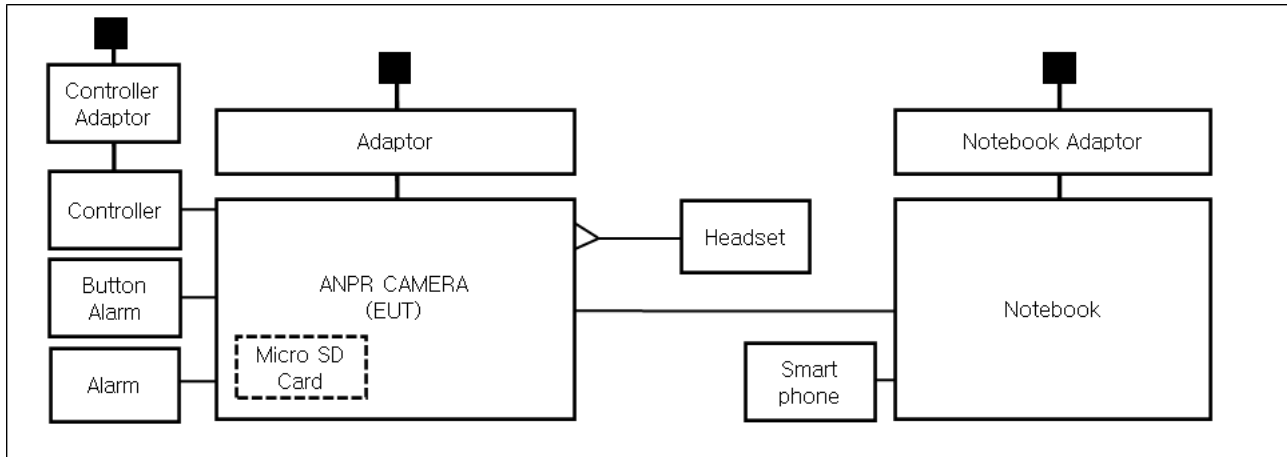 Controller
Adaptor
Adaptor
Notebook Adaptor
Controller
Headset
Button
Alarm
ANPR CAMERA
(EUT)
Notebook
Micro SD
Card
Alarm
Smart
phone